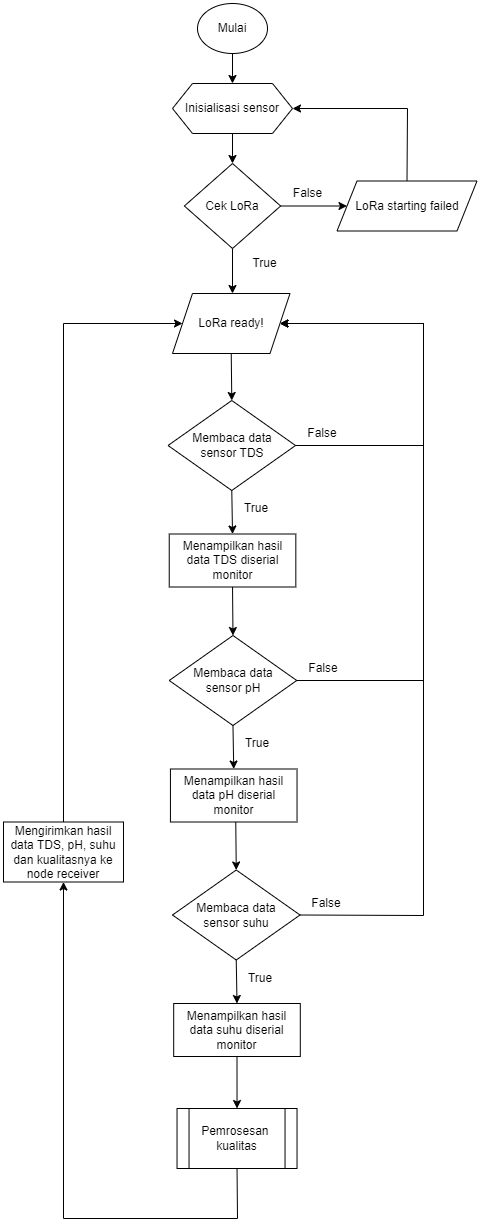 Mulai
Inisialisasi sensor
Cek LoRa
False
LoRa starting failed
True
LoRa ready!
Membaca data
sensor TDS
False
True
Menampilkan hasil
data TDS diserial
monitor
Membaca data
sensor pH
False
True
Menampilkan hasil
data pH diserial
monitor
Mengirimkan hasil
data TDS, pH, suhu
dan kualitasnya ke
node receiver
Membaca data
sensor suhu
False
True
Menampilkan hasil
data suhu diserial
monitor
Pemrosesan
kualitas